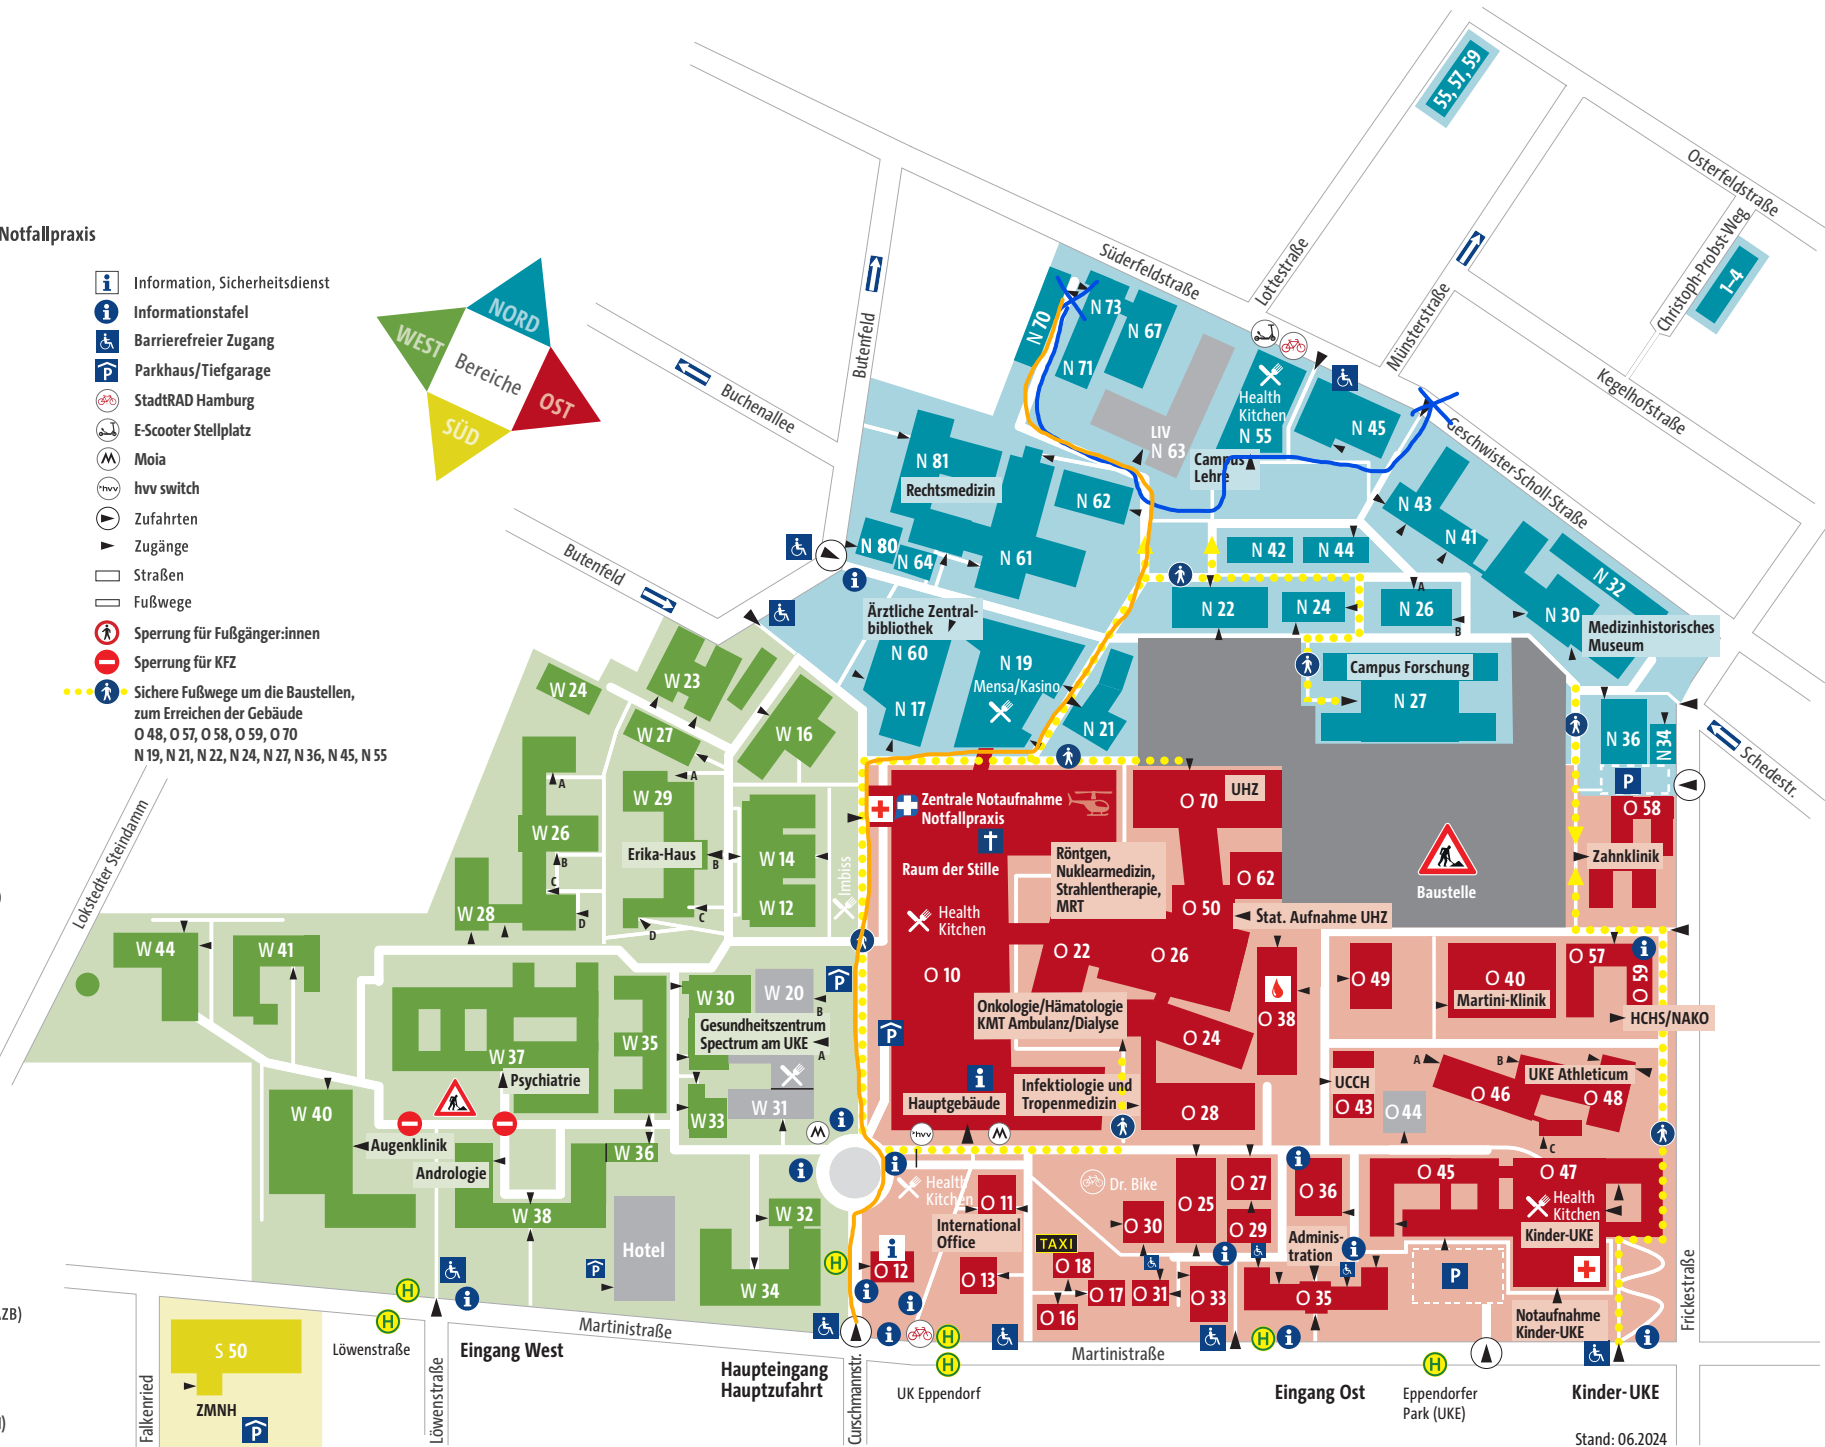 Notfallpraxis
Information, Sicherheitsdienst
Informationstafel
Barrierefreier Zugang
Parkhaus/Tiefgarage
StadtRAD Hamburg
E-Scooter Stellplatz
Moia
hvv switch
Zufahrten
Zugänge
Straßen
Fußwege
Sperrung für Fußgänger:innen
Sperrung für KFZ
Sichere Fußwege um die Baustellen,
zum Erreichen der Gebäude
O 48, O 57, O 58, O 59, O 70
N 19, N 21, N 22, N 24, N 27, N 36, N 45, N 55
NORD
WEST
Bereiche
OST
SÜD
55, 57, 59
Osterfeldstraße
Christoph-Probst-Weg
1–4
Süderfeldstraße
Lottestraße
Münsterstraße
Kegelhofstraße
Geschwister-Scholl-Straße
Butenfeld
Buchenallee
Butenfeld
N 70
N 73
N 67
N 71
LIV
N 63
Health
Kitchen
N 55
Campus
Lehre
N 45
N 81
Rechtsmedizin
N 62
N 43
N 41
N 80
N 64
N 61
N 42
N 44
N 32
N 30
N 22
N 24
N 26
A
B
Medizinhistorisches
Museum
Ärztliche Zentral-
bibliothek
N 60
N 19
Mensa/Kasino
N 17
N 21
Campus Forschung
N 27
N 36
N 34
P
Schedestr.
W 23
W 24
W 27
W 16
W 29
A
A
W 26
B
C
D
Erika-Haus
B
W 14
W 12
C
D
Imbiss
W 28
Lokstedter Steindamm
Zentrale Notaufnahme
Notfallpraxis
Raum der Stille
Health
Kitchen
O 10
O 70
UHZ
Röntgen,
Nuklearmedizin,
Strahlentherapie,
MRT
O 62
O 50
Stat. Aufnahme UHZ
O 22
O 26
Baustelle
O 58
Zahnklinik
W 44
W 41
W 30
W 20
B
P
Gesundheitszentrum
Spectrum am UKE
A
W 35
W 37
Psychiatrie
W 33
W 31
W 40
Augenklinik
Andrologie
W 36
W 38
Onkologie/Hämatologie
KMT Ambulanz/Dialyse
O 24
O 38
O 49
O 40
Martini-Klinik
O 57
O 59
HCHS/NAKO
P
Hauptgebäude
Infektiologie und
Tropenmedizin
O 28
UCCH
O 43
O 44
A
B
O 46
UKE Athleticum
O 48
C
hvv
Health
Kitchen
O 11
International
Office
Dr. Bike
O 30
O 25
O 27
O 29
O 36
Adminis-
tration
O 45
O 47
Health
Kitchen
Kinder-UKE
Hotel
P
W 32
W 34
H
O 12
O 13
TAXI
O 18
O 17
O 16
O 31
O 33
O 35
P
Notaufnahme
Kinder-UKE
Frickestraße
ZB)
S 50
ZMNH
P
Falkenried
H
H
Löwenstraße
Löwenstraße
Eingang West
Martinistraße
Haupteingang
Hauptzufahrt
Curschmannstr.
H
H
UK Eppendorf
Martinistraße
H
Eingang Ost
H
Eppendorfer
Park (UKE)
Kinder-UKE
Stand: 06.2024